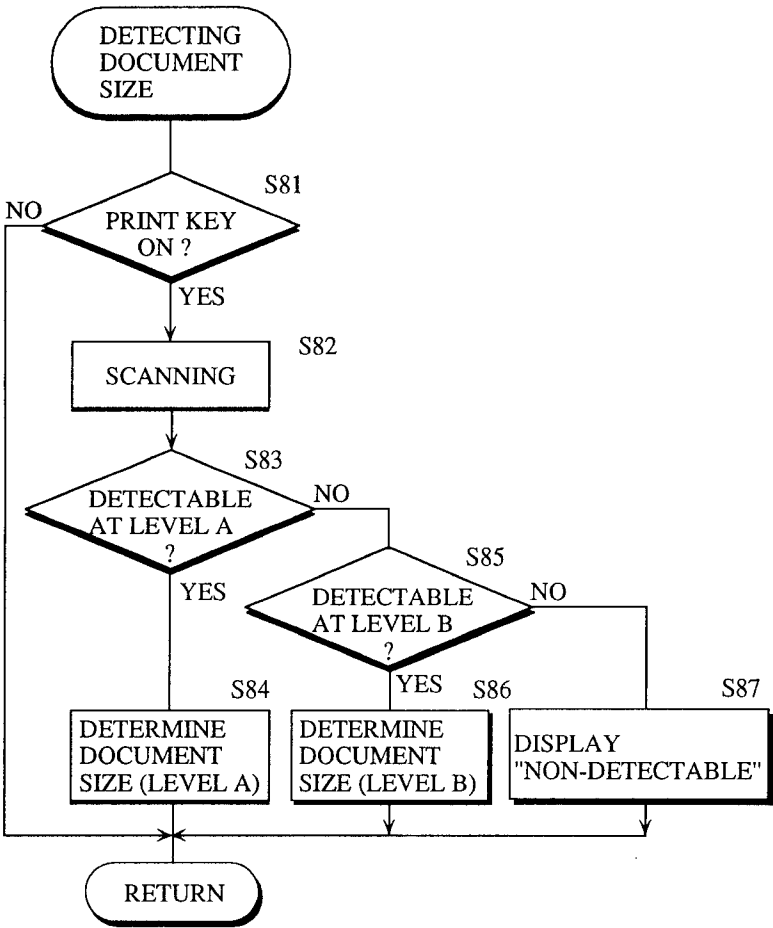 DETECTING
DOCUMENT
SIZE
S81
NO
PRINT KEY
ON ?
YES
S82
SCANNING
S83
DETECTABLE
AT LEVEL A
?
NO
YES
S85
DETECTABLE
AT LEVEL B
?
NO
YES
S84
DETERMINE
DOCUMENT
SIZE (LEVEL A)
S86
DETERMINE
DOCUMENT
SIZE (LEVEL B)
S87
DISPLAY
"NON-DETECTABLE"
RETURN